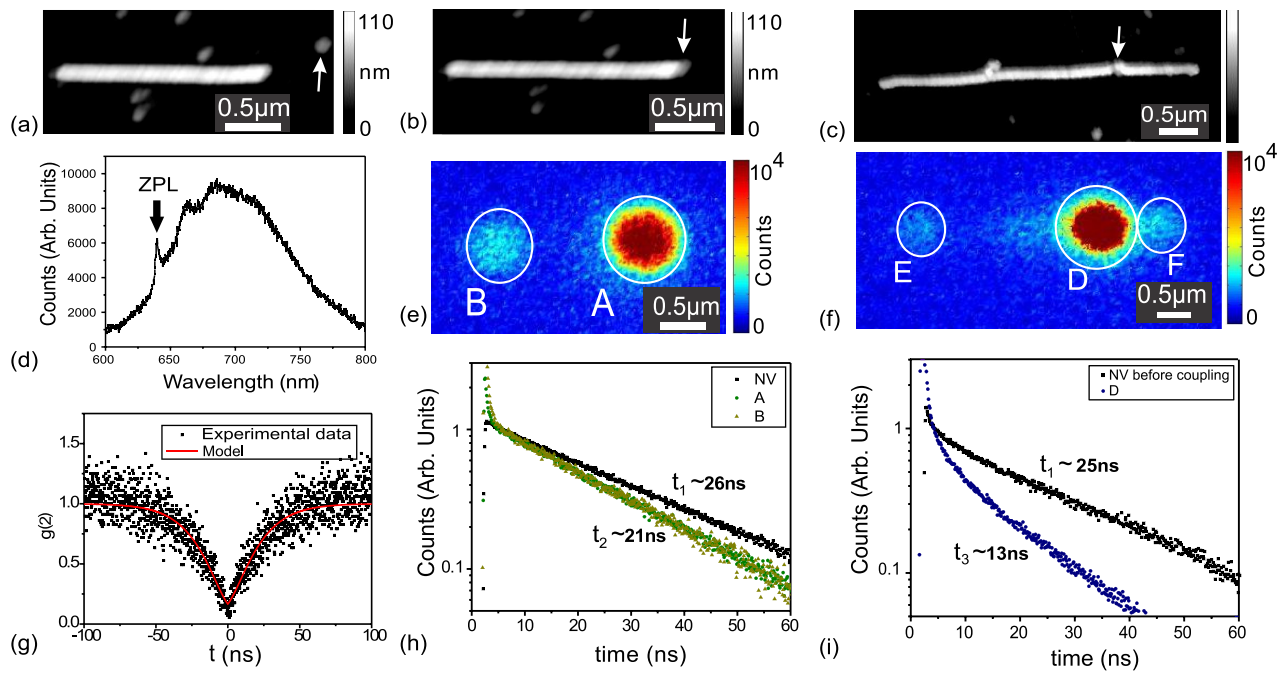 110
nm
0
0.5µm
(a)
110
nm
0
0.5µm
(b)
0.5µm
(c)
ZPL
Counts (Arb. Units)
10000
8000
6000
4000
2000
0
600 650 700 750 800
Wavelength (nm)
(d)
B
A
0.5µm
10^4
Counts
0
(e)
E
D
F
0.5µm
10^4
Counts
0
(f)
Experimental data
Model
g(2)
1.5
1.0
0.5
0.0
-100 -50 0 50 100
t (ns)
(g)
NV
A
B
t1 ~26ns
t2 ~21ns
Counts (Arb. Units)
1
0.1
0 10 20 30 40 50 60
time (ns)
(h)
NV before coupling
D
t1 ~ 25ns
t3 ~13ns
Counts (Arb. Units)
1
0.1
0 10 20 30 40 50 60
time (ns)
(i)